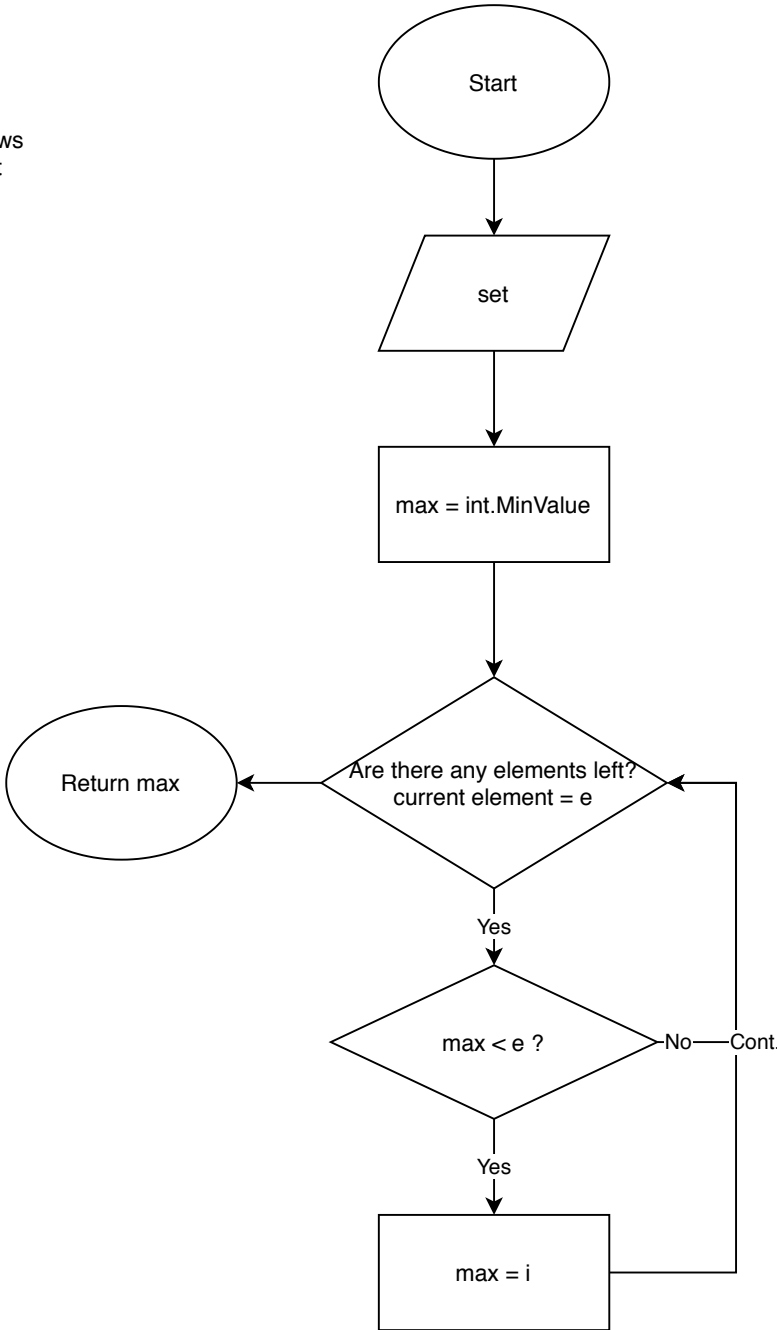 Start
ws
set
max = int.MinValue
Are there any elements left?
current element = e
Return max
Yes
max < e ?
No
Cont.
Yes
max = i